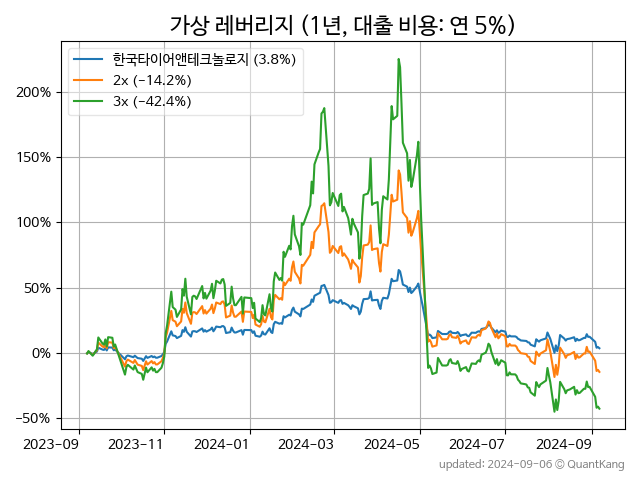 가상 레버리지 (1년, 대출 비용: 연 5%)
한국타이어앤테크놀로지 (3.8%)
2x (−14.2%)
3x (−42.4%)
200%
150%
100%
50%
0%
−50%
2023-09 2023-11 2024-01 2024-03 2024-05 2024-07 2024-09
updated: 2024-09-06 © QuantKang